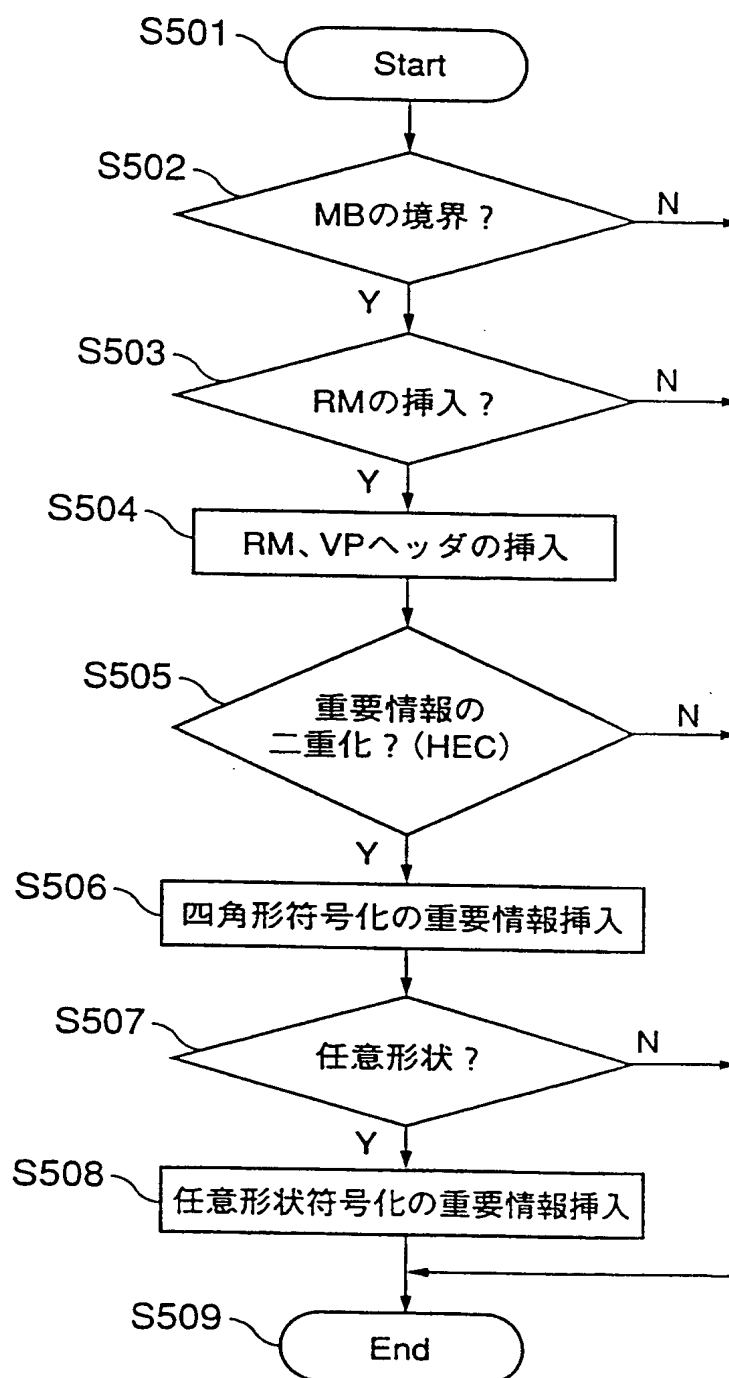 S501
Start
S502
MBの境界?
N
Y
S503
RMの挿入?
N
Y
S504
RM、VPヘッダの挿入
S505
重要情報の
二重化?(HEC)
N
Y
S506
四角形符号化の重要情報挿入
S507
任意形状?
N
Y
S508
任意形状符号化の重要情報挿入
S509
End